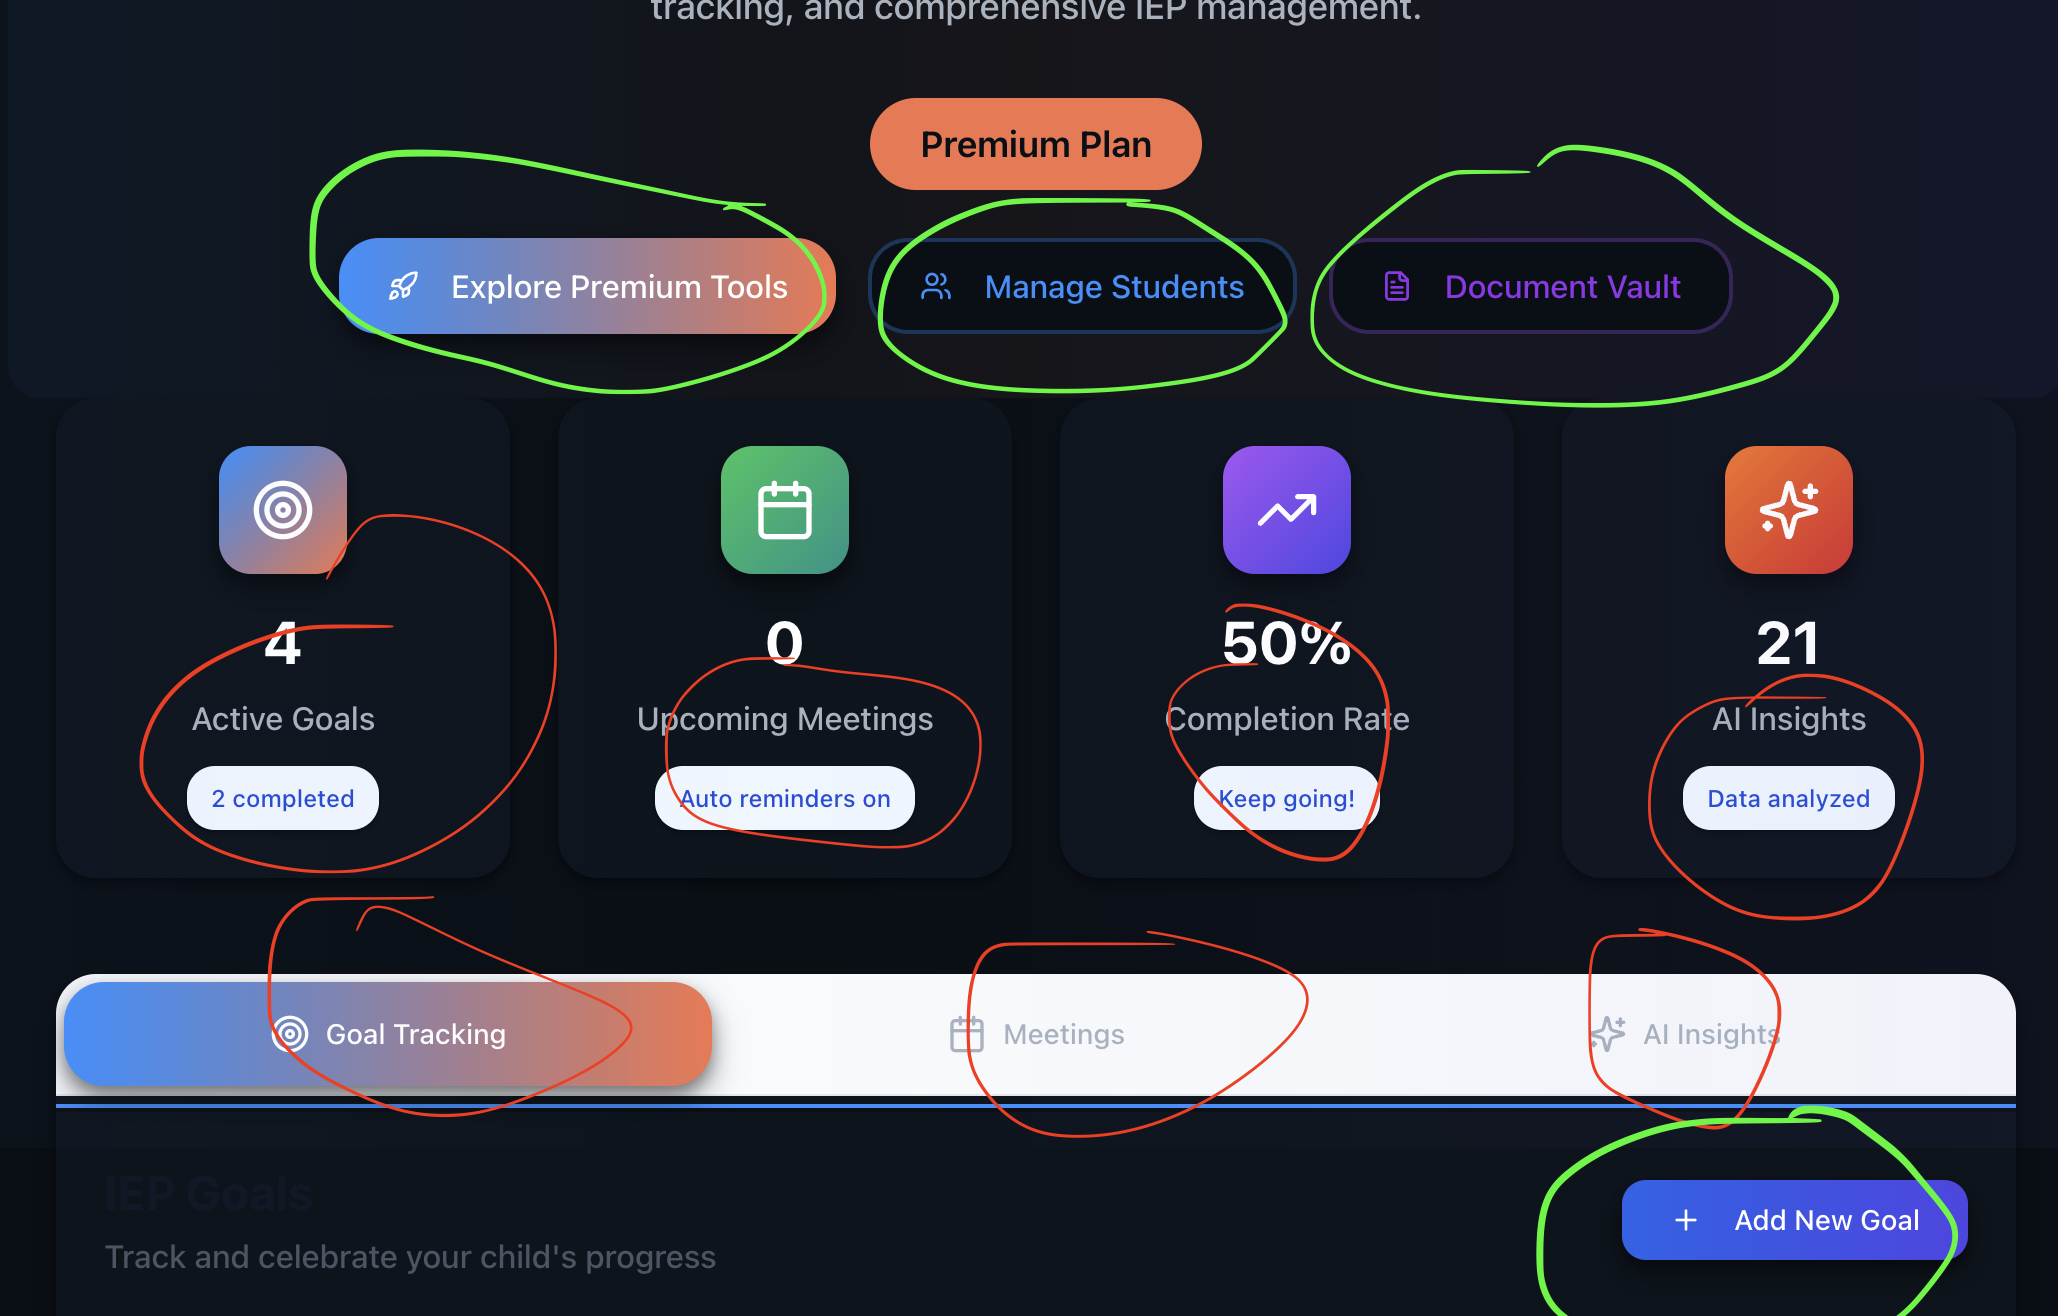 tracking, and comprehensive IEP management.
Premium Plan
Explore Premium Tools
Manage Students
Document Vault
4
Active Goals
2 completed
0
Upcoming Meetings
Auto reminders on
50%
Completion Rate
Keep going!
21
AI Insights
Data analyzed
Goal Tracking
Meetings
AI Insights
IEP Goals
Track and celebrate your child's progress
Add New Goal